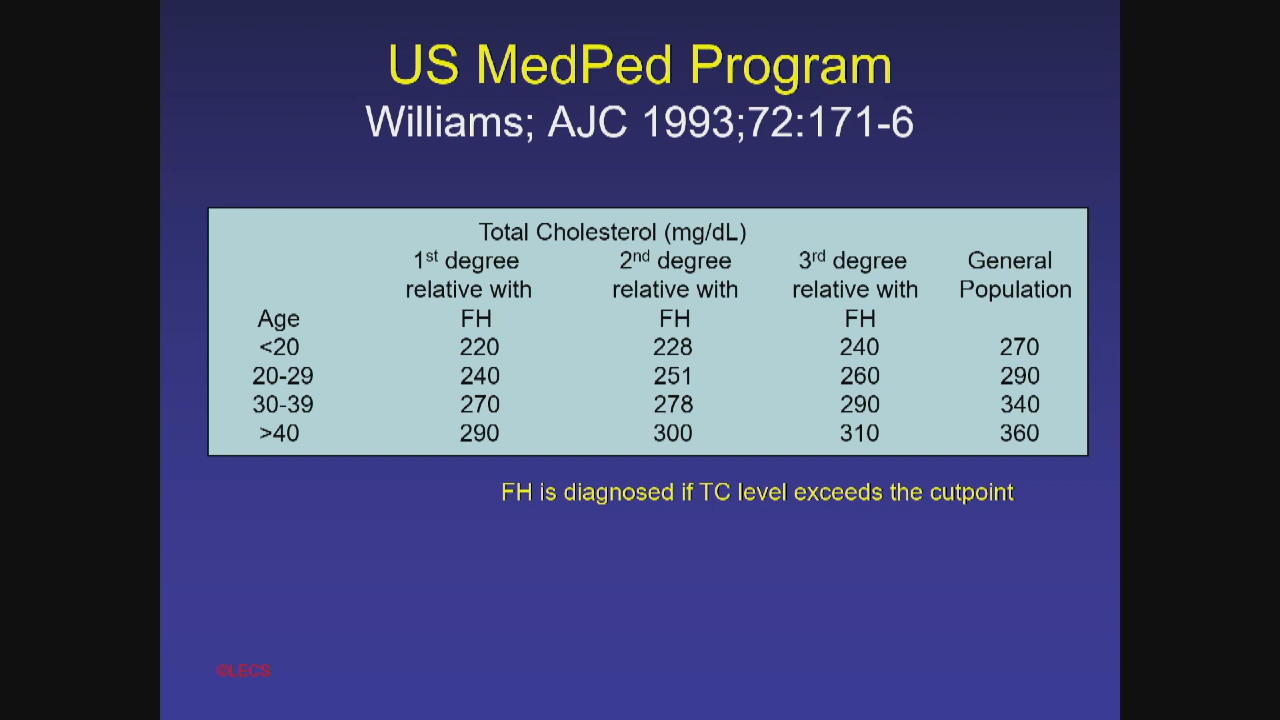 US MedPed Program
Williams; AJC 1993;72:171-6
Total Cholesterol (mg/dL)
1st degree 2nd degree 3rd degree General
relative with relative with relative with Population
Age FH FH FH
<20 220 228 240 270
20-29 240 251 260 290
30-39 270 278 290 340
>40 290 300 310 360
FH is diagnosed if TC level exceeds the cutpoint
©LECS